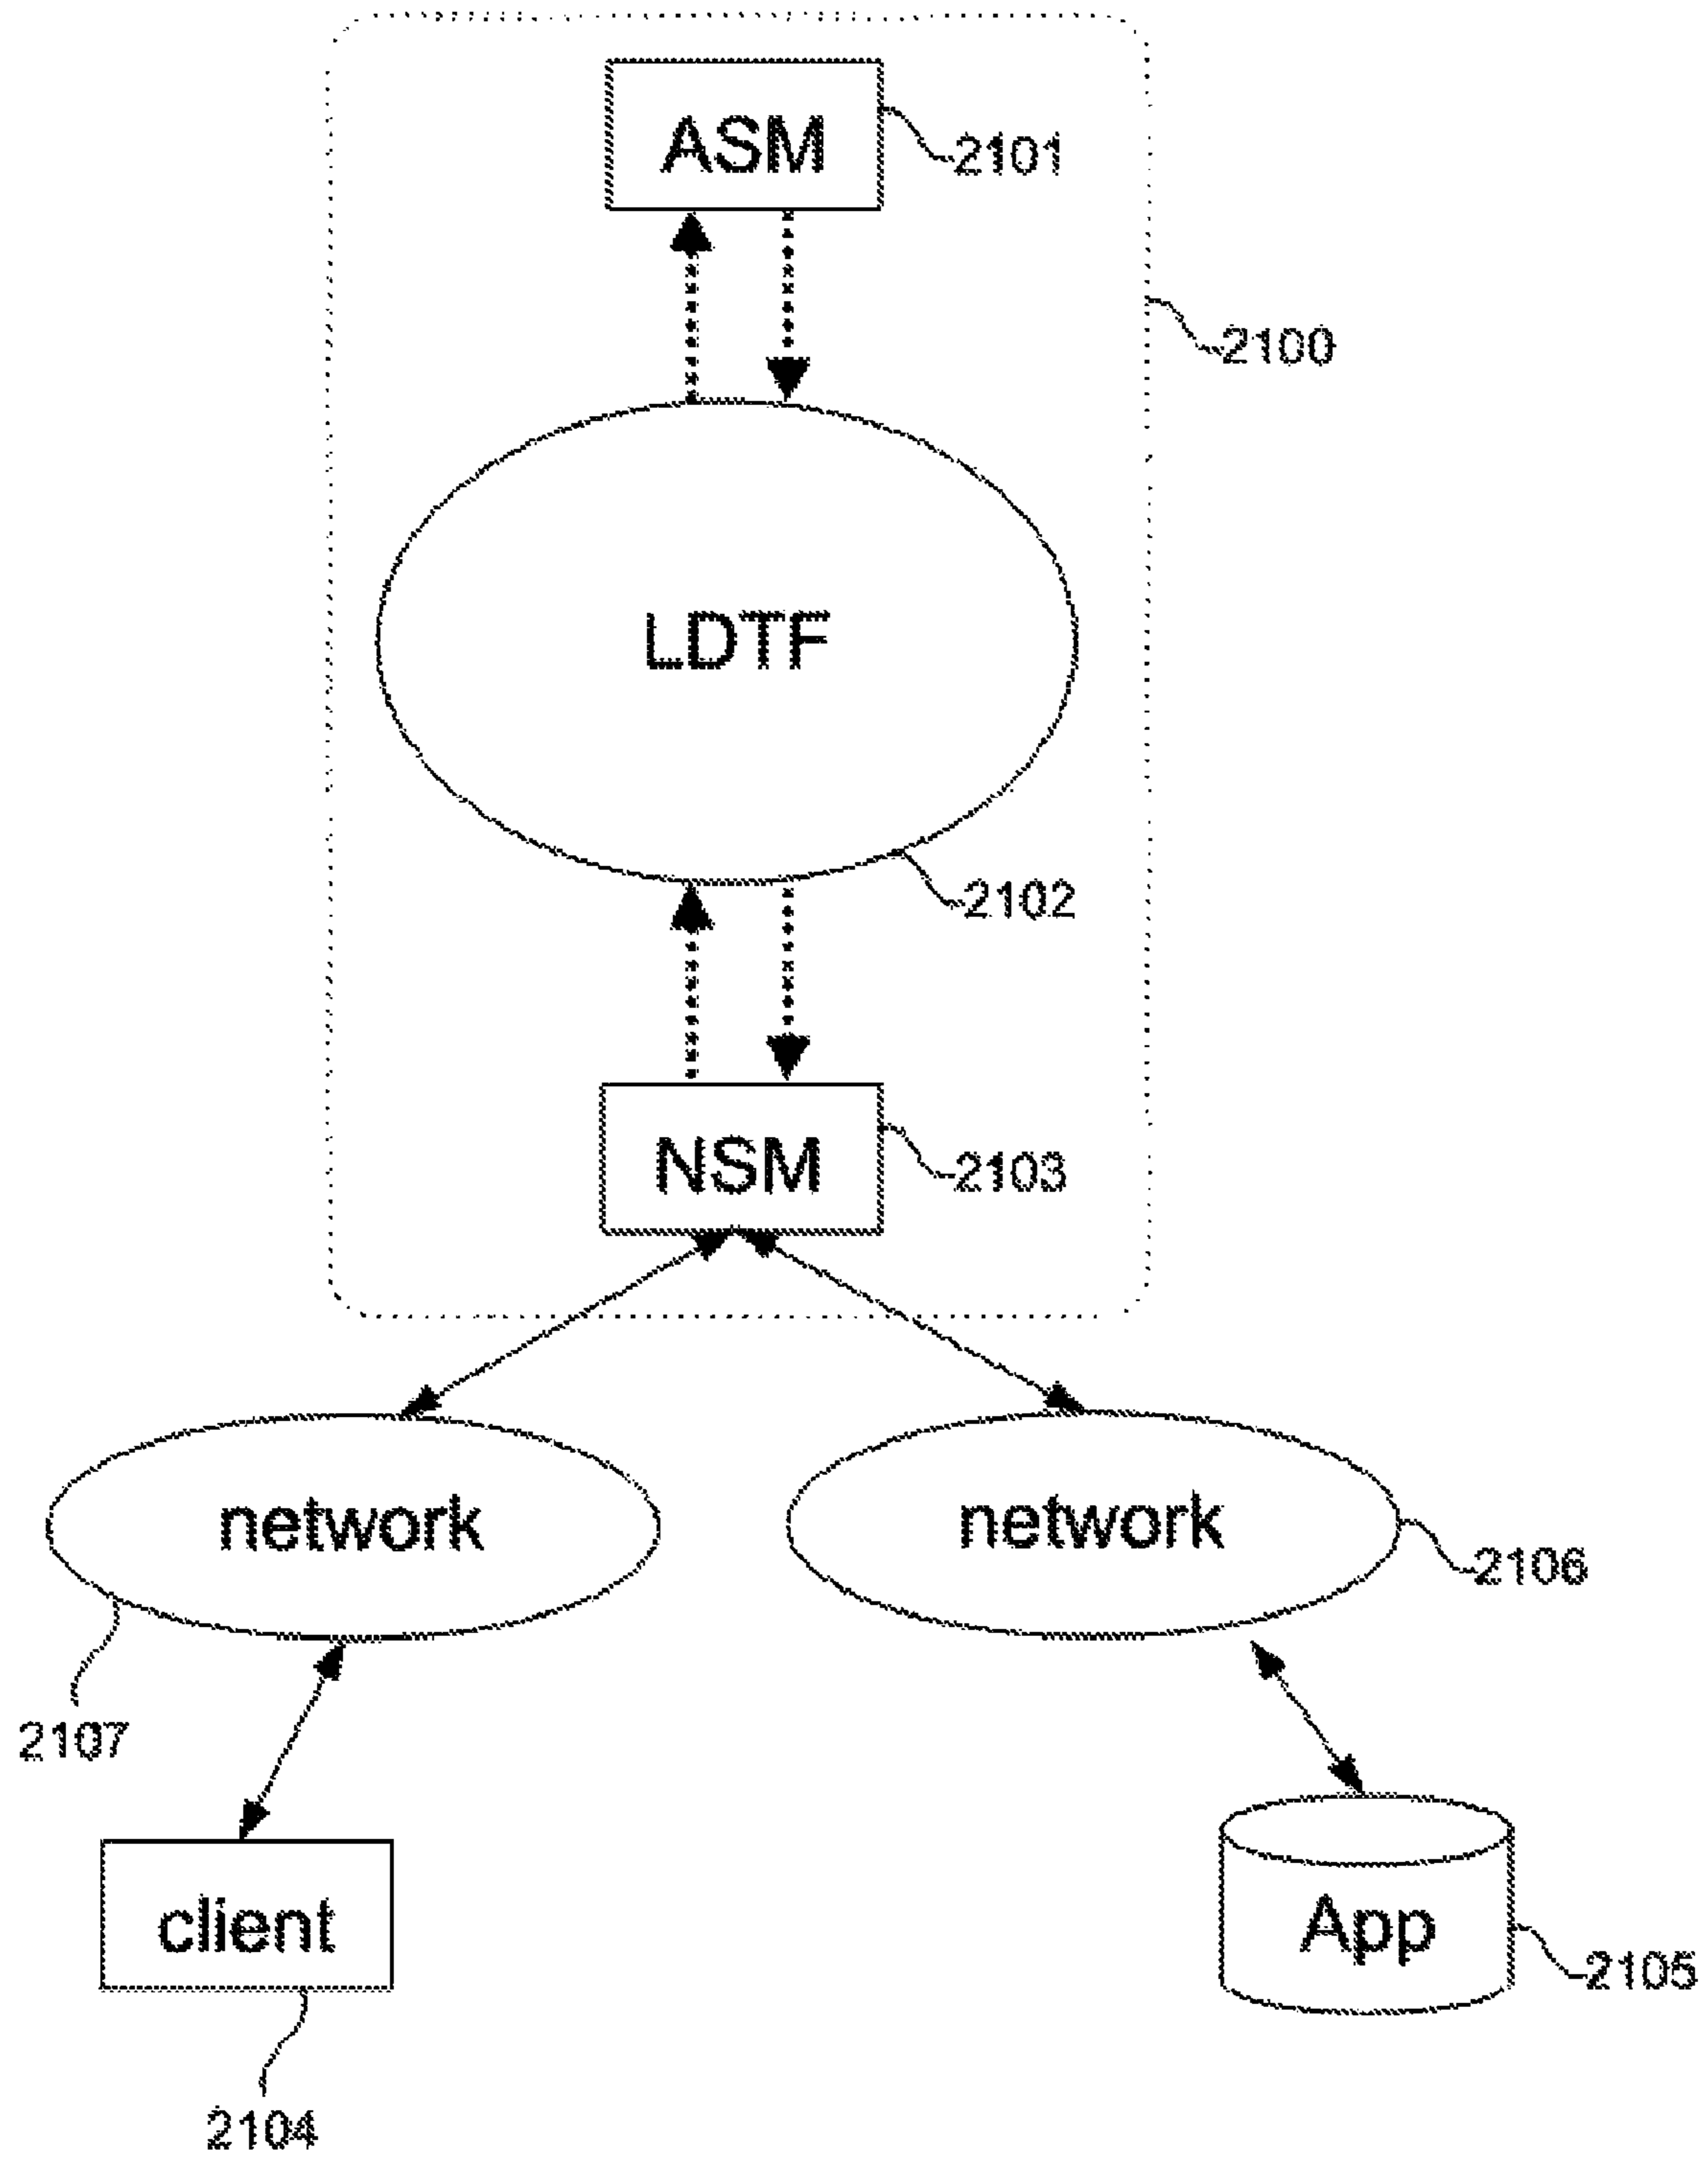 ASM
2101
2100
LDTF
2102
NSM
2103
network
network
2106
2107
client
App
2105
2104